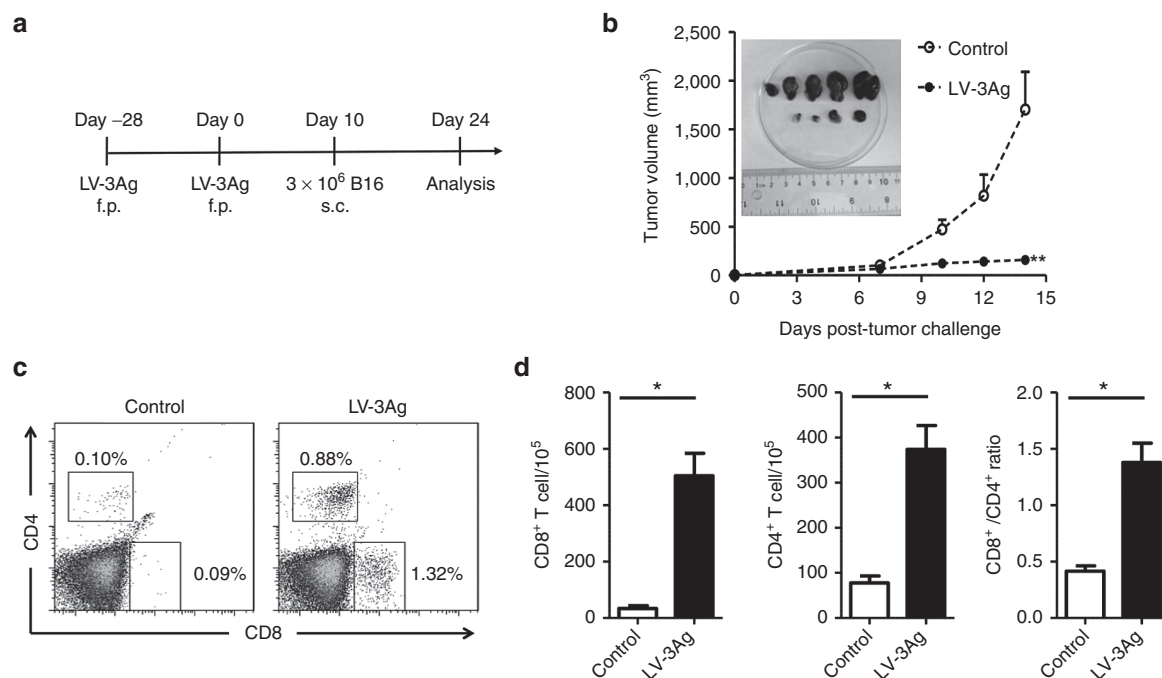 a
Day –28
Day 0
Day 10
Day 24
LV-3Ag
f.p.
LV-3Ag
f.p.
3 × 10⁶ B16
s.c.
Analysis
b
Tumor volume (mm³)
2,500
2,000
1,500
1,000
500
0
0
3
6
9
12
15
Days post-tumor challenge
Control
LV-3Ag
**
c
Control
LV-3Ag
0.10%
0.09%
0.88%
1.32%
CD4
CD8
d
CD8⁺ T cell/10⁵
800
600
400
200
0
*
Control
LV-3Ag
CD4⁺ T cell/10⁵
500
400
300
200
100
0
*
Control
LV-3Ag
CD8⁺ /CD4⁺ ratio
2.0
1.5
1.0
0.5
0.0
*
Control
LV-3Ag